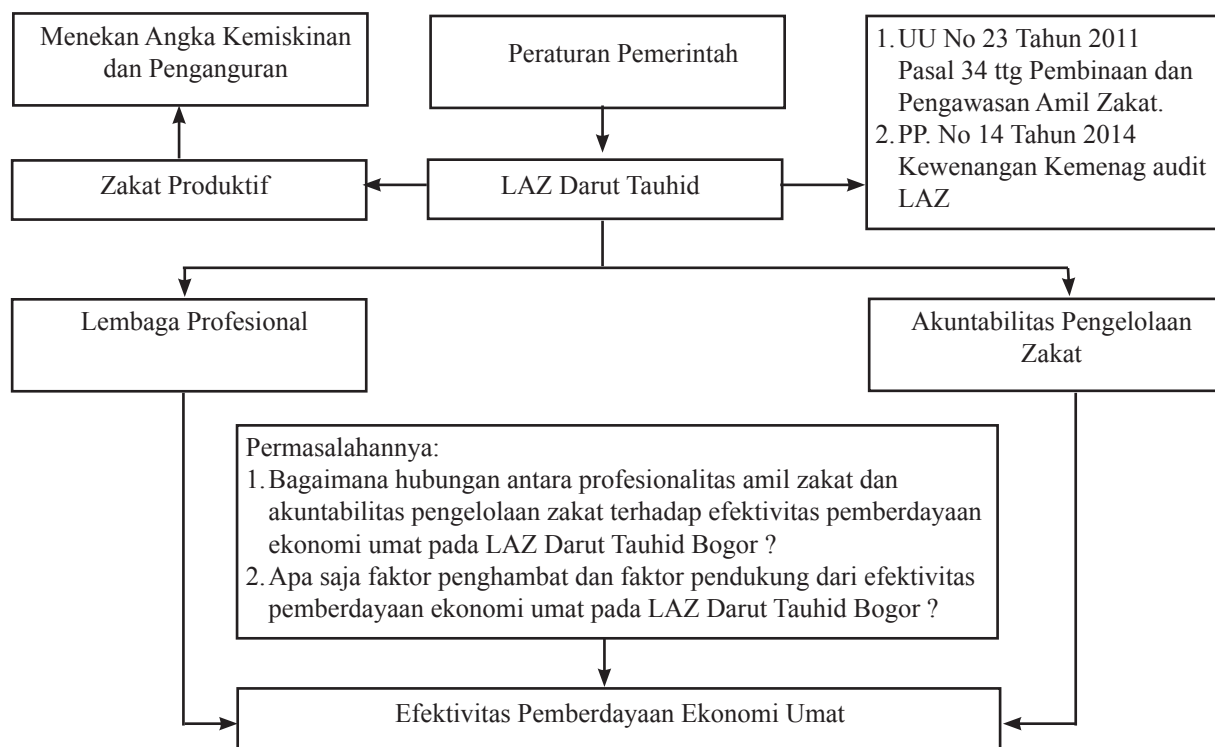 Menekan Angka Kemiskinan
dan Penganguran
Peraturan Pemerintah
1. UU No 23 Tahun 2011
Pasal 34 ttg Pembinaan dan
Pengawasan Amil Zakat.
2. PP. No 14 Tahun 2014
Kewenangan Kemenag audit
LAZ
Zakat Produktif
LAZ Darut Tauhid
Lembaga Profesional
Akuntabilitas Pengelolaan
Zakat
Permasalahannya:
1. Bagaimana hubungan antara profesionalitas amil zakat dan
akuntabilitas pengelolaan zakat terhadap efektivitas pemberdayaan
ekonomi umat pada LAZ Darut Tauhid Bogor ?
2. Apa saja faktor penghambat dan faktor pendukung dari efektivitas
pemberdayaan ekonomi umat pada LAZ Darut Tauhid Bogor ?
Efektivitas Pemberdayaan Ekonomi Umat